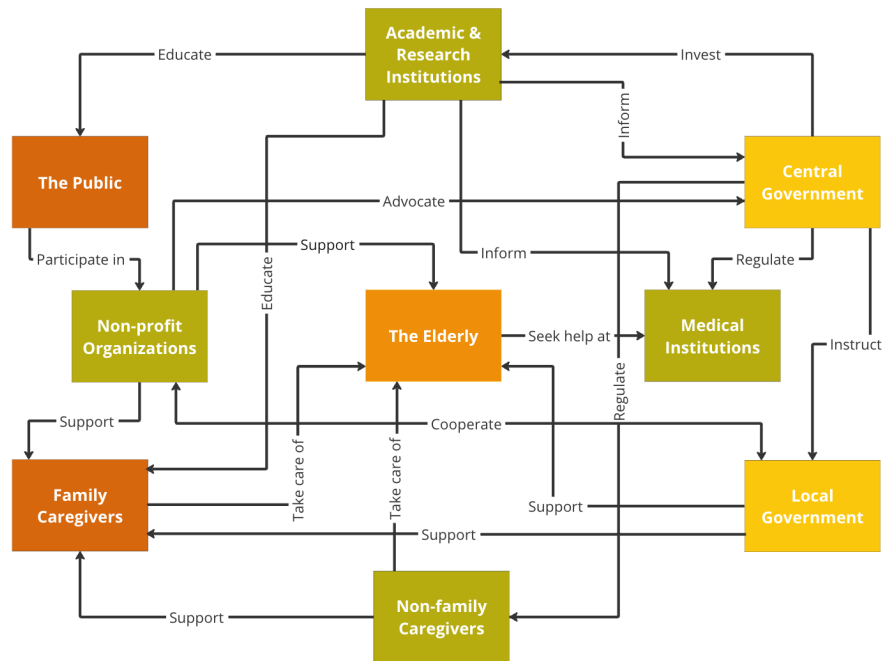 Academic &
Research
Institutions
Educate
Invest
Inform
The Public
Central
Government
Advocate
Support
Participate in
Inform
Regulate
Educate
Non-profit
Organizations
The Elderly
Seek help at
Medical
Institutions
Instruct
Regulate
Support
Cooperate
Take care of
Take care of
Family
Caregivers
Support
Local
Government
Support
Support
Non-family
Caregivers